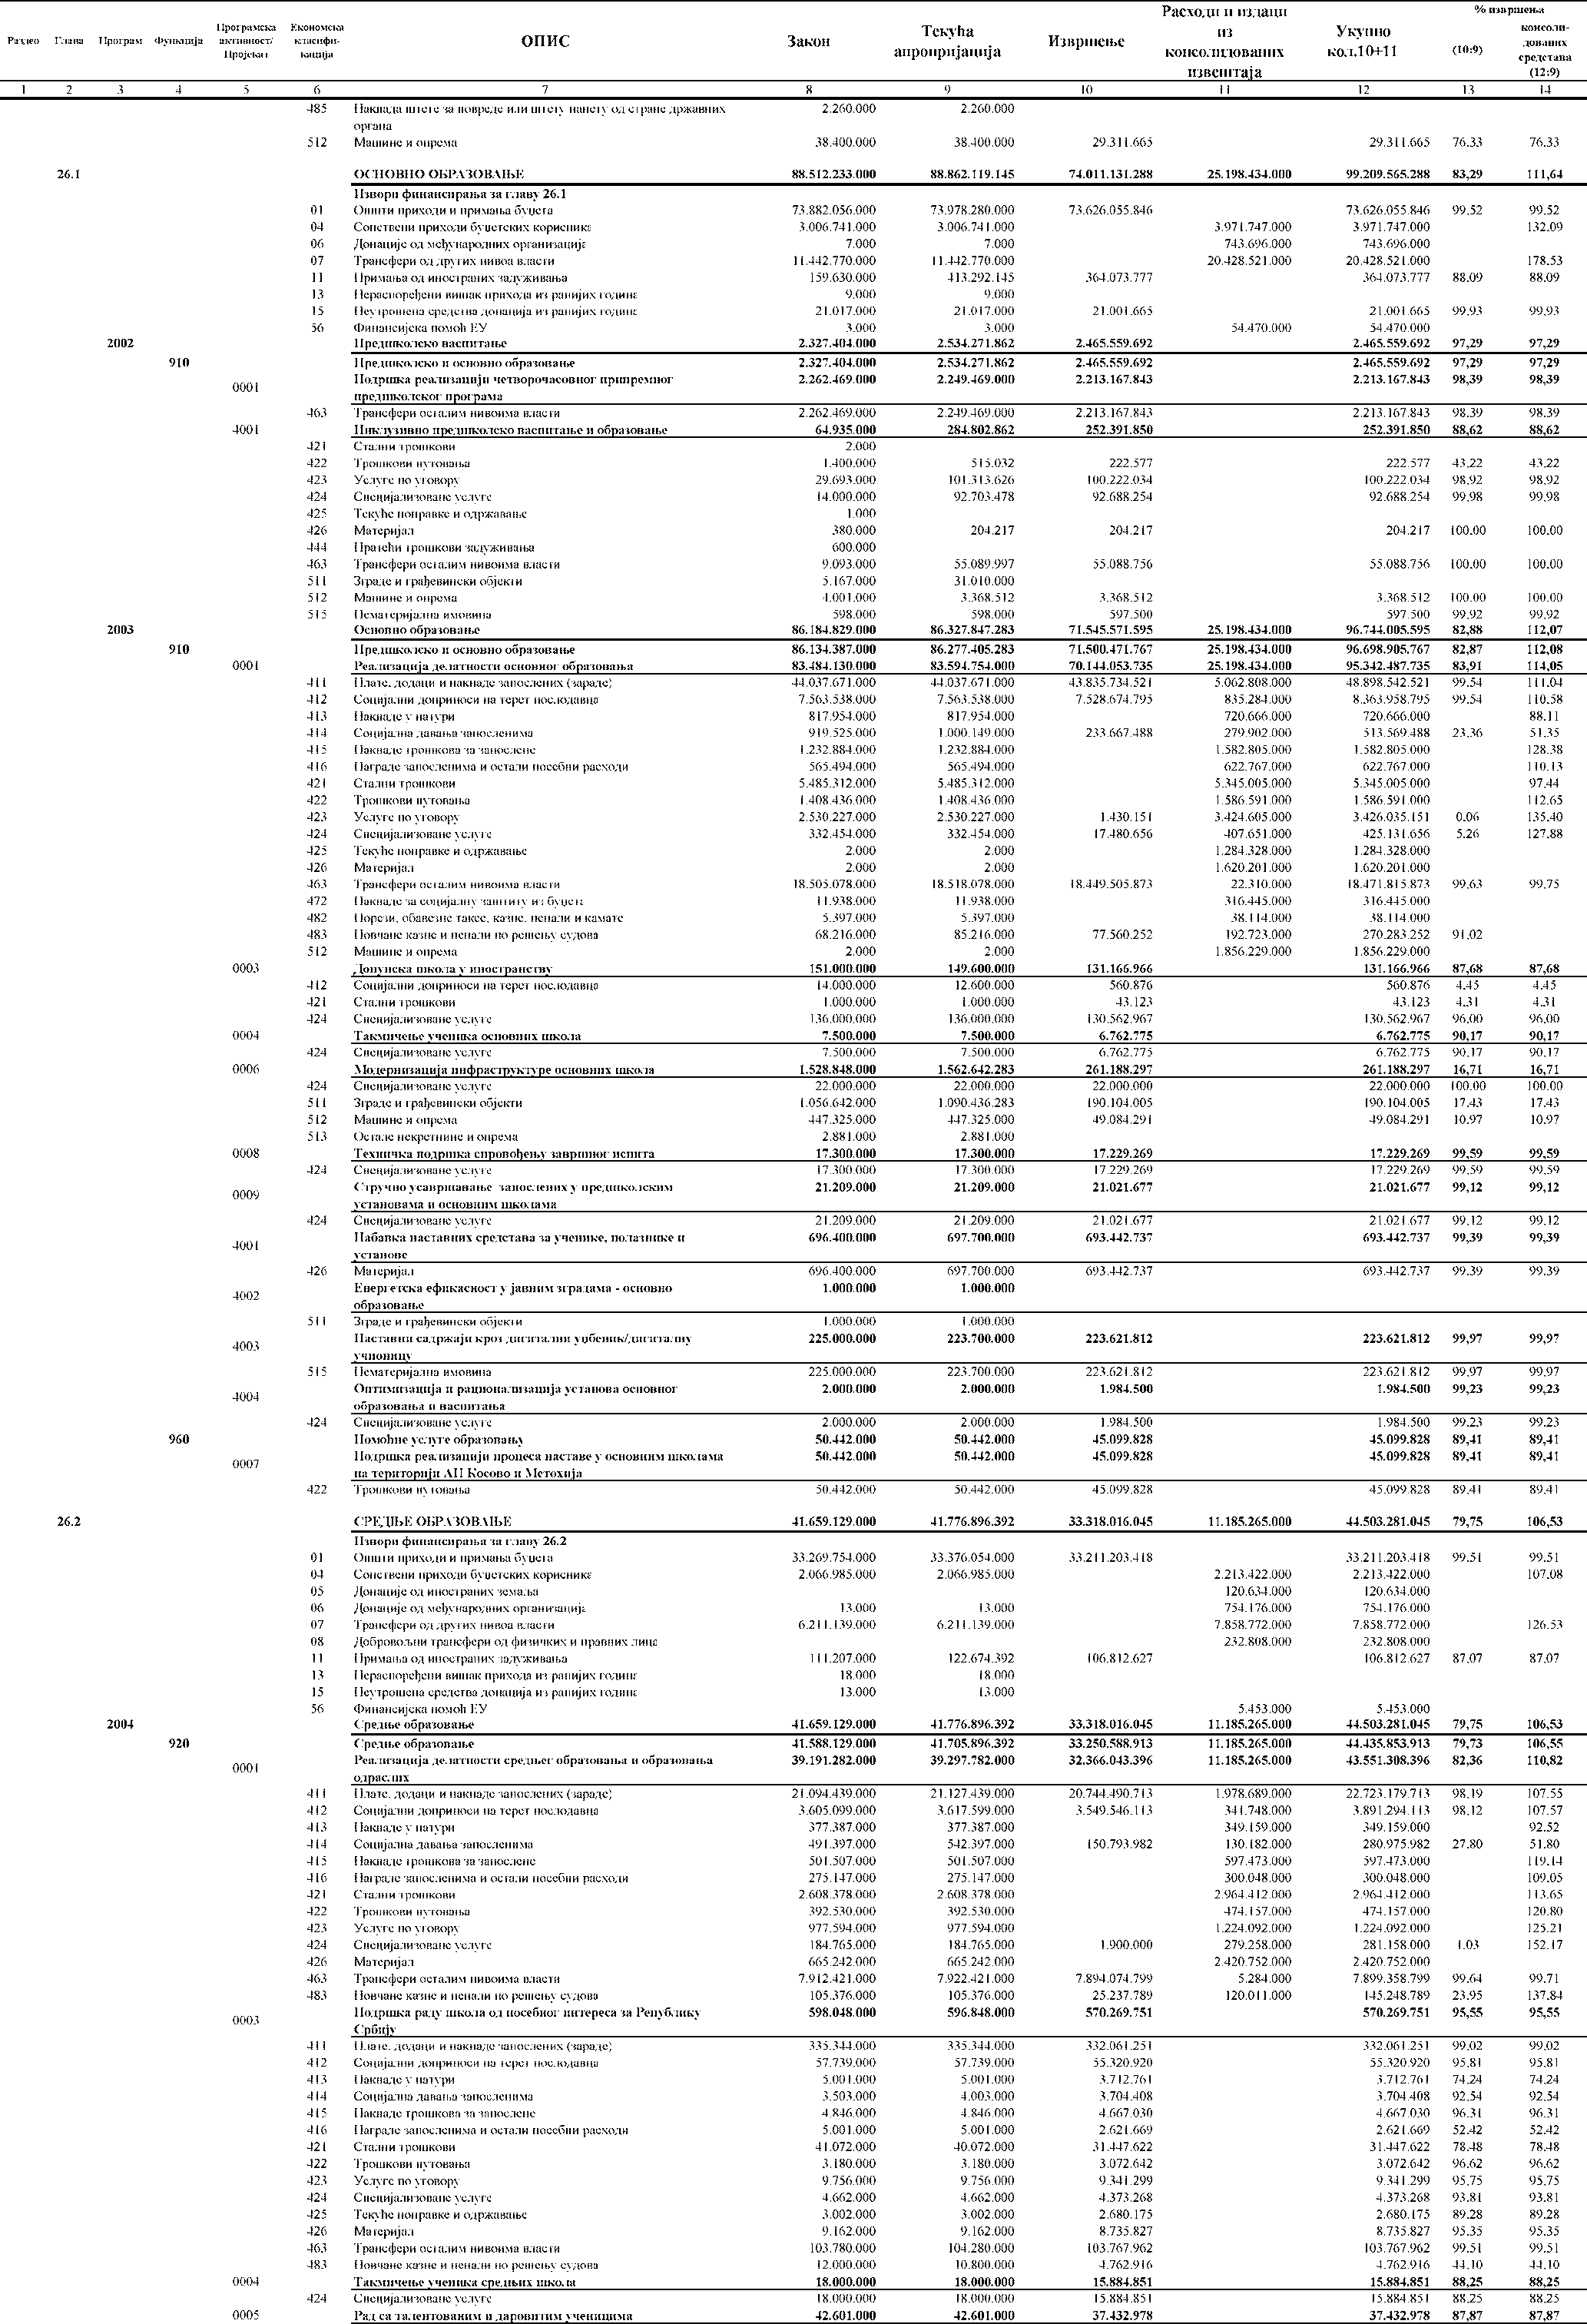 Раздео Глава Програм Функција Програмска активност/ Пројекат Економска класифи-кација ОПИС Закон Текућа апропријација Извршење Расходи и издаци из консолидованих извештаја Укупно кол.10+11 % извршења (10:9) консоли-дованих средстава (12:9)
1 2 3 4 5 6 7 8 9 10 11 12 13 14
485 Накнада штете за повреде или штету нанету од стране државних 2.260.000 2.260.000
органа
512 Машине и опрема 38.400.000 38.400.000 29.311.665 29.311.665 76.33 76.33
26.1 ОСНОВНО ОБРАЗОВАЊЕ 88.512.233.000 88.862.119.145 74.011.131.288 25.198.434.000 99.209.565.288 83,29 111,64
Извори финансирања за главу 26.1
01 Општи приходи и примања буџета 73.882.056.000 73.978.280.000 73.626.055.846 73.626.055.846 99.52 99.52
04 Сопствени приходи буџетских корисника 3.006.741.000 3.006.741.000 3.971.747.000 3.971.747.000 132.09
06 Донације од међународних организација 7.000 7.000 743.696.000 743.696.000
07 Трансфери од других нивоа власти 11.442.770.000 11.442.770.000 20.428.521.000 20.428.521.000 178.53
11 Примања од иностраних задуживања 159.630.000 413.292.145 364.073.777 364.073.777 88.09 88.09
13 Нераспоређени вишак прихода из ранијих година 9.000 9.000
15 Неутрошена средства донација из ранијих година 21.017.000 21.017.000 21.001.665 21.001.665 99.93 99.93
56 Финансијска помоћ ЕУ 3.000 3.000 54.470.000 54.470.000
2002 Предшколско васпитање 2.327.404.000 2.534.271.862 2.465.559.692 2.465.559.692 97,29 97,29
910 Предшколско и основно образовање 2.327.404.000 2.534.271.862 2.465.559.692 2.465.559.692 97,29 97,29
0001 Подршка реализацији четворочасовног припремног 2.262.469.000 2.249.469.000 2.213.167.843 2.213.167.843 98,39 98,39
предшколског програма
463 Трансфери осталим нивоима власти 2.262.469.000 2.249.469.000 2.213.167.843 2.213.167.843 98.39 98.39
4001 Инклузивно предшколско васпитање и образовање 64.935.000 284.802.862 252.391.850 252.391.850 88,62 88,62
421 Стални трошкови 2.000
422 Трошкови путовања 1.400.000 515.032 222.577 222.577 43.22 43.22
423 Услуге по уговору 29.693.000 101.313.626 100.222.034 100.222.034 98.92 98.92
424 Специјализоване услуге 14.000.000 92.703.478 92.688.254 92.688.254 99.98 99.98
425 Текуће поправке и одржавање 1.000
426 Материјал 380.000 204.217 204.217 204.217 100.00 100.00
444 Пратећи трошкови задуживања 600.000
463 Трансфери осталим нивоима власти 9.093.000 55.089.997 55.088.756 55.088.756 100.00 100.00
511 Зграде и грађевински објекти 5.167.000 31.010.000
512 Машине и опрема 4.001.000 3.368.512 3.368.512 3.368.512 100.00 100.00
515 Нематеријална имовина 598.000 598.000 597.500 597.500 99.92 99.92
2003 Основно образовање 86.184.829.000 86.327.847.283 71.545.571.595 25.198.434.000 96.744.005.595 82,88 112,07
910 Предшколско и основно образовање 86.134.387.000 86.277.405.283 71.500.471.767 25.198.434.000 96.698.905.767 82,87 112,08
0001 Реализација делатности основног образовања 83.484.130.000 83.594.754.000 70.144.053.735 25.198.434.000 95.342.487.735 83,91 114,05
411 Плате, додаци и накнаде запослених (зараде) 44.037.671.000 44.037.671.000 43.835.734.521 5.062.808.000 48.898.542.521 99.54 111.04
412 Социјални доприноси на терет послодавца 7.563.538.000 7.563.538.000 7.528.674.795 835.284.000 8.363.958.795 99.54 110.58
413 Накнаде у натури 817.954.000 817.954.000 720.666.000 720.666.000 88.11
414 Социјална давања запосленима 919.525.000 1.000.149.000 233.667.488 279.902.000 513.569.488 23.36 51.35
415 Накнаде трошкова за запослене 1.232.884.000 1.232.884.000 1.582.805.000 1.582.805.000 128.38
416 Награде запосленима и остали посебни расходи 565.494.000 565.494.000 622.767.000 622.767.000 110.13
421 Стални трошкови 5.485.312.000 5.485.312.000 5.345.005.000 5.345.005.000 97.44
422 Трошкови путовања 1.408.436.000 1.408.436.000 1.586.591.000 1.586.591.000 112.65
423 Услуге по уговору 2.530.227.000 2.530.227.000 1.430.151 3.424.605.000 3.426.035.151 0.06 135.40
424 Специјализоване услуге 332.454.000 332.454.000 17.480.656 407.651.000 425.131.656 5.26 127.88
425 Текуће поправке и одржавање 2.000 2.000 1.284.328.000 1.284.328.000
426 Материјал 2.000 2.000 1.620.201.000 1.620.201.000
463 Трансфери осталим нивоима власти 18.505.078.000 18.518.078.000 18.449.505.873 22.310.000 18.471.815.873 99.63 99.75
472 Накнаде за социјалну заштиту из буџета 11.938.000 11.938.000 316.445.000 316.445.000
482 Порези, обавезне таксе, казне, пенали и камате 5.397.000 5.397.000 38.114.000 38.114.000
483 Новчане казне и пенали по решењу судова 68.216.000 85.216.000 77.560.252 192.723.000 270.283.252 91.02
512 Машине и опрема 2.000 2.000 1.856.229.000 1.856.229.000
0003 Допунска школа у иностранству 151.000.000 149.600.000 131.166.966 131.166.966 87,68 87,68
412 Социјални доприноси на терет послодавца 14.000.000 12.600.000 560.876 560.876 4.45 4.45
421 Стални трошкови 1.000.000 1.000.000 43.123 43.123 4.31 4.31
424 Специјализоване услуге 136.000.000 136.000.000 130.562.967 130.562.967 96.00 96.00
0004 Такмичење ученика основних школа 7.500.000 7.500.000 6.762.775 6.762.775 90,17 90,17
424 Специјализоване услуге 7.500.000 7.500.000 6.762.775 6.762.775 90.17 90.17
0006 Модернизација инфраструктуре основних школа 1.528.848.000 1.562.642.283 261.188.297 261.188.297 16,71 16,71
424 Специјализоване услуге 22.000.000 22.000.000 22.000.000 22.000.000 100.00 100.00
511 Зграде и грађевински објекти 1.056.642.000 1.090.436.283 190.104.005 190.104.005 17.43 17.43
512 Машине и опрема 447.325.000 447.325.000 49.084.291 49.084.291 10.97 10.97
513 Остале некретнине и опрема 2.881.000 2.881.000
0008 Техничка подршка спровођењу завршног испита 17.300.000 17.300.000 17.229.269 17.229.269 99,59 99,59
424 Специјализоване услуге 17.300.000 17.300.000 17.229.269 17.229.269 99.59 99.59
0009 Стручно усавршавање запослених у предшколским 21.209.000 21.209.000 21.021.677 21.021.677 99,12 99,12
установама и основним школама
424 Специјализоване услуге 21.209.000 21.209.000 21.021.677 21.021.677 99.12 99.12
4001 Набавка наставних средстава за ученике, полазнике и 696.400.000 697.700.000 693.442.737 693.442.737 99,39 99,39
установе
426 Материјал 696.400.000 697.700.000 693.442.737 693.442.737 99.39 99.39
4002 Енергетска ефикасност у јавним зградама - основно 1.000.000 1.000.000
образовање
511 Зграде и грађевински објекти 1.000.000 1.000.000
4003 Наставни садржаји кроз дигитални уџбеник/дигиталну 225.000.000 223.700.000 223.621.812 223.621.812 99,97 99,97
учионицу
515 Нематеријална имовина 225.000.000 223.700.000 223.621.812 223.621.812 99.97 99.97
4004 Оптимизација и рационализација установа основног 2.000.000 2.000.000 1.984.500 1.984.500 99,23 99,23
образовања и васпитања
424 Специјализоване услуге 2.000.000 2.000.000 1.984.500 1.984.500 99.23 99.23
960 Помоћне услуге образовању 50.442.000 50.442.000 45.099.828 45.099.828 89,41 89,41
0007 Подршка реализацији процеса наставе у основним школама 50.442.000 50.442.000 45.099.828 45.099.828 89,41 89,41
на територији АП Косово и Метохија
422 Трошкови путовања 50.442.000 50.442.000 45.099.828 45.099.828 89.41 89.41
26.2 СРЕДЊЕ ОБРАЗОВАЊЕ 41.659.129.000 41.776.896.392 33.318.016.045 11.185.265.000 44.503.281.045 79,75 106,53
Извори финансирања за главу 26.2
01 Општи приходи и примања буџета 33.269.754.000 33.376.054.000 33.211.203.418 33.211.203.418 99.51 99.51
04 Сопствени приходи буџетских корисника 2.066.985.000 2.066.985.000 2.213.422.000 2.213.422.000 107.08
05 Донације од иностраних земаља 120.634.000 120.634.000
06 Донације од међународних организација 13.000 13.000 754.176.000 754.176.000
07 Трансфери од других нивоа власти 6.211.139.000 6.211.139.000 7.858.772.000 7.858.772.000 126.53
08 Добровољни трансфери од физичких и правних лица 232.808.000 232.808.000
11 Примања од иностраних задуживања 111.207.000 122.674.392 106.812.627 106.812.627 87.07 87.07
13 Нераспоређени вишак прихода из ранијих година 18.000 18.000
15 Неутрошена средства донација из ранијих година 13.000 13.000
56 Финансијска помоћ ЕУ 5.453.000 5.453.000
2004 Средње образовање 41.659.129.000 41.776.896.392 33.318.016.045 11.185.265.000 44.503.281.045 79,75 106,53
920 Средње образовање 41.588.129.000 41.705.896.392 33.250.588.913 11.185.265.000 44.435.853.913 79,73 106,55
0001 Реализација делатности средњег образовања и образовања 39.191.282.000 39.297.782.000 32.366.043.396 11.185.265.000 43.551.308.396 82,36 110,82
одраслих
411 Плате, додаци и накнаде запослених (зараде) 21.094.439.000 21.127.439.000 20.744.490.713 1.978.689.000 22.723.179.713 98.19 107.55
412 Социјални доприноси на терет послодавца 3.605.099.000 3.617.599.000 3.549.546.113 341.748.000 3.891.294.113 98.12 107.57
413 Накнаде у натури 377.387.000 377.387.000 349.159.000 349.159.000 92.52
414 Социјална давања запосленима 491.397.000 542.397.000 150.793.982 130.182.000 280.975.982 27.80 51.80
415 Накнаде трошкова за запослене 501.507.000 501.507.000 597.473.000 597.473.000 119.14
416 Награде запосленима и остали посебни расходи 275.147.000 275.147.000 300.048.000 300.048.000 109.05
421 Стални трошкови 2.608.378.000 2.608.378.000 2.964.412.000 2.964.412.000 113.65
422 Трошкови путовања 392.530.000 392.530.000 474.157.000 474.157.000 120.80
423 Услуге по уговору 977.594.000 977.594.000 1.224.092.000 1.224.092.000 125.21
424 Специјализоване услуге 184.765.000 184.765.000 1.900.000 279.258.000 281.158.000 1.03 152.17
426 Материјал 665.242.000 665.242.000 2.420.752.000 2.420.752.000
463 Трансфери осталим нивоима власти 7.912.421.000 7.922.421.000 7.894.074.799 5.284.000 7.899.358.799 99.64 99.71
483 Новчане казне и пенали по решењу судова 105.376.000 105.376.000 25.237.789 120.011.000 145.248.789 23.95 137.84
0003 Подршка раду школа од посебног интереса за Републику 598.048.000 596.848.000 570.269.751 570.269.751 95,55 95,55
Србију
411 Плате, додаци и накнаде запослених (зараде) 335.344.000 335.344.000 332.061.251 332.061.251 99.02 99.02
412 Социјални доприноси на терет послодавца 57.739.000 57.739.000 55.320.920 55.320.920 95.81 95.81
413 Накнаде у натури 5.001.000 5.001.000 3.712.761 3.712.761 74.24 74.24
414 Социјална давања запосленима 3.503.000 4.003.000 3.704.408 3.704.408 92.54 92.54
415 Накнаде трошкова за запослене 4.846.000 4.846.000 4.667.030 4.667.030 96.31 96.31
416 Награде запосленима и остали посебни расходи 5.001.000 5.001.000 2.621.669 2.621.669 52.42 52.42
421 Стални трошкови 41.072.000 40.072.000 31.447.622 31.447.622 78.48 78.48
422 Трошкови путовања 3.180.000 3.180.000 3.072.642 3.072.642 96.62 96.62
423 Услуге по уговору 9.756.000 9.756.000 9.341.299 9.341.299 95.75 95.75
424 Специјализоване услуге 4.662.000 4.662.000 4.373.268 4.373.268 93.81 93.81
425 Текуће поправке и одржавање 3.002.000 3.002.000 2.680.175 2.680.175 89.28 89.28
426 Материјал 9.162.000 9.162.000 8.735.827 8.735.827 95.35 95.35
463 Трансфери осталим нивоима власти 103.780.000 104.280.000 103.767.962 103.767.962 99.51 99.51
483 Новчане казне и пенали по решењу судова 12.000.000 10.800.000 4.762.916 4.762.916 44.10 44.10
0004 Такмичење ученика средњих школа 18.000.000 18.000.000 15.884.851 15.884.851 88,25 88,25
424 Специјализоване услуге 18.000.000 18.000.000 15.884.851 15.884.851 88.25 88.25
0005 Рад са талентованим и даровитим ученицима 42.601.000 42.601.000 37.432.978 37.432.978 87,87 87,87